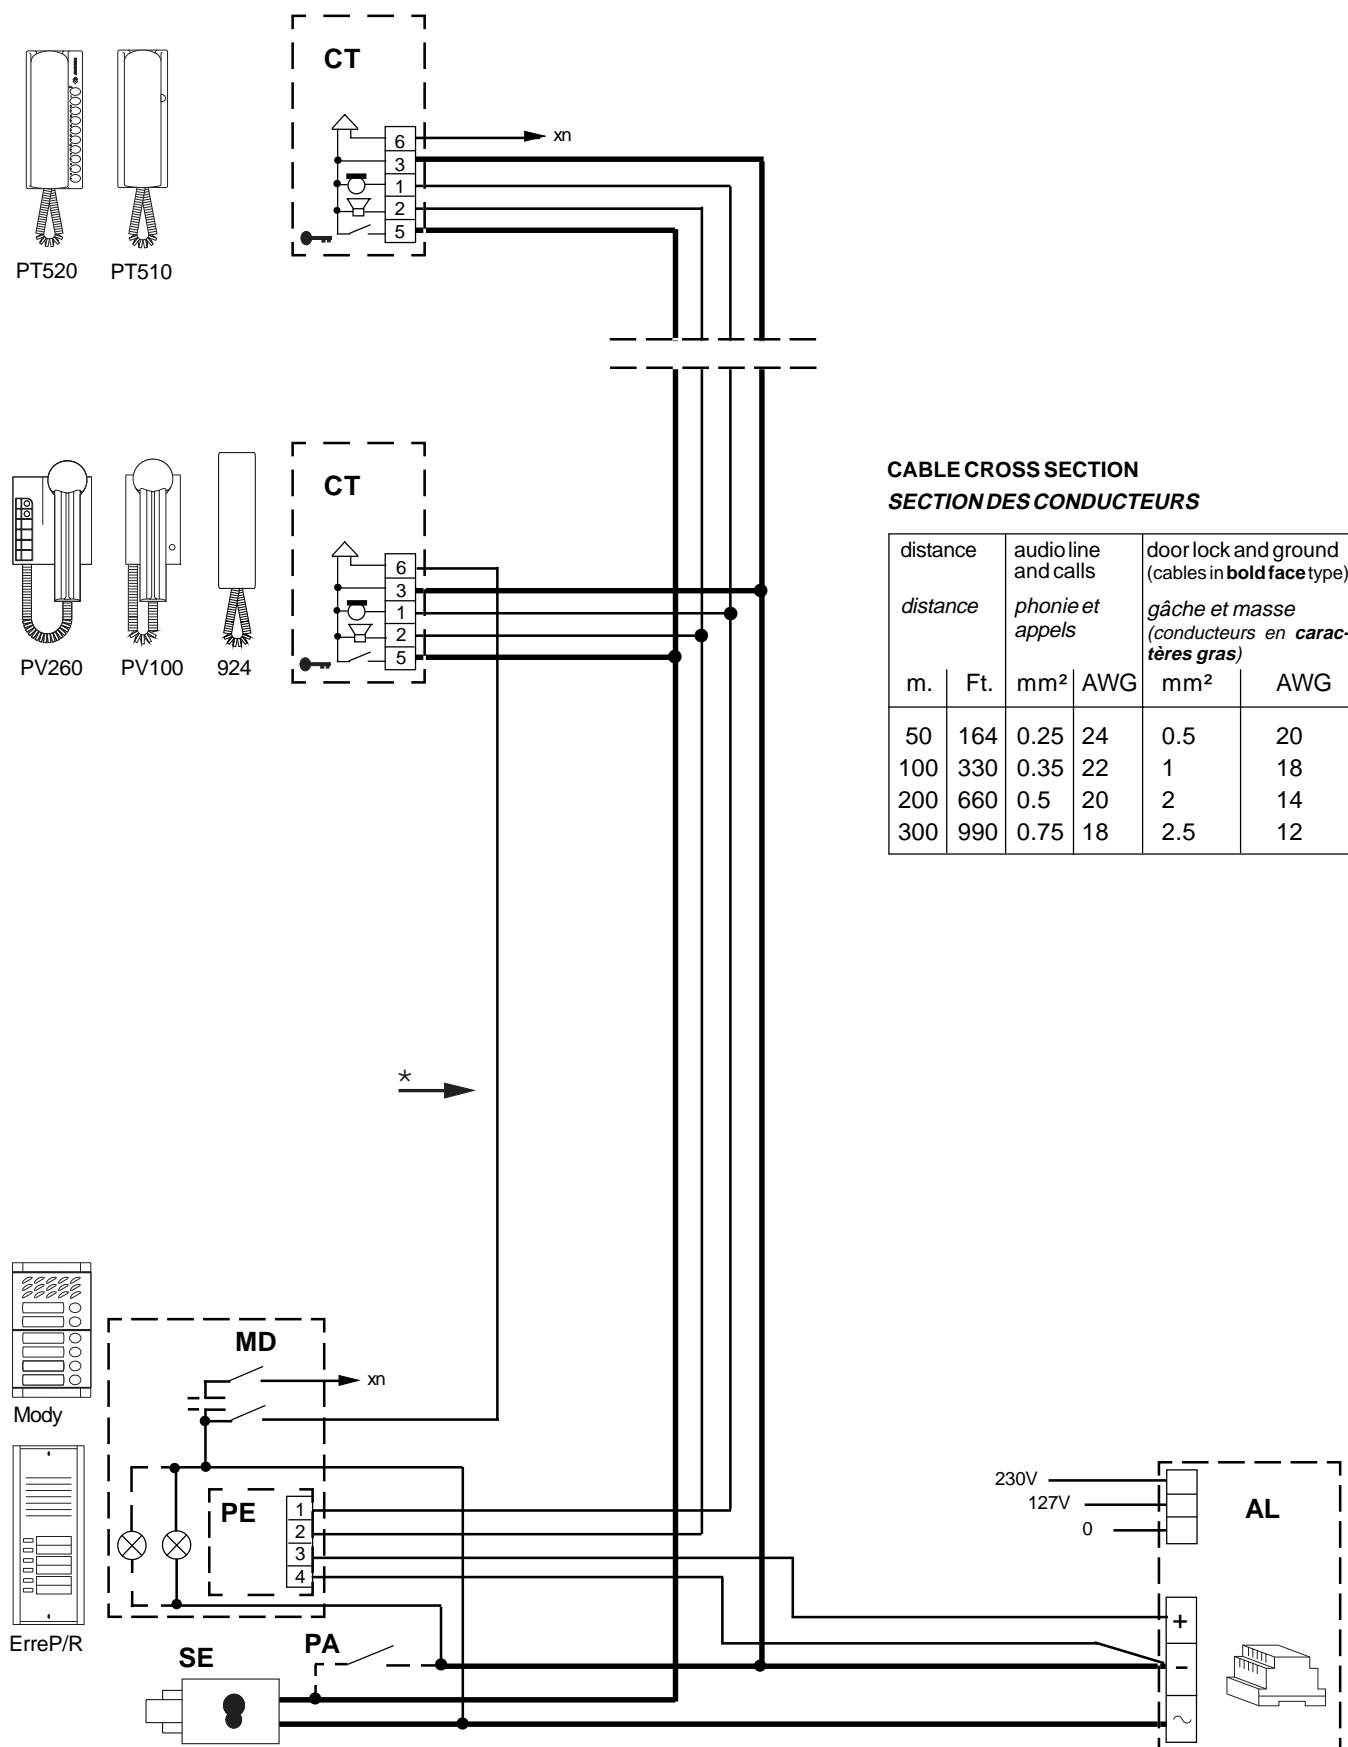 CT
6
xn
3
1
2
5
PT520
PT510
CT
6
3
1
2
5
PV260
PV100
924
CABLE CROSS SECTION
SECTION DES CONDUCTEURS
distance
audio line
and calls
door lock and ground
(cables in bold face type)
distance
phonie et
appels
gâche et masse
(conducteurs en carac-
tères gras)
m. Ft. mm² AWG mm² AWG
50 164 0.25 24 0.5 20
100 330 0.35 22 1 18
200 660 0.5 20 2 14
300 990 0.75 18 2.5 12
*
MD
xn
Mody
PE
1
2
3
4
ErreP/R
SE
PA
230V
127V
0
AL
+
–
~